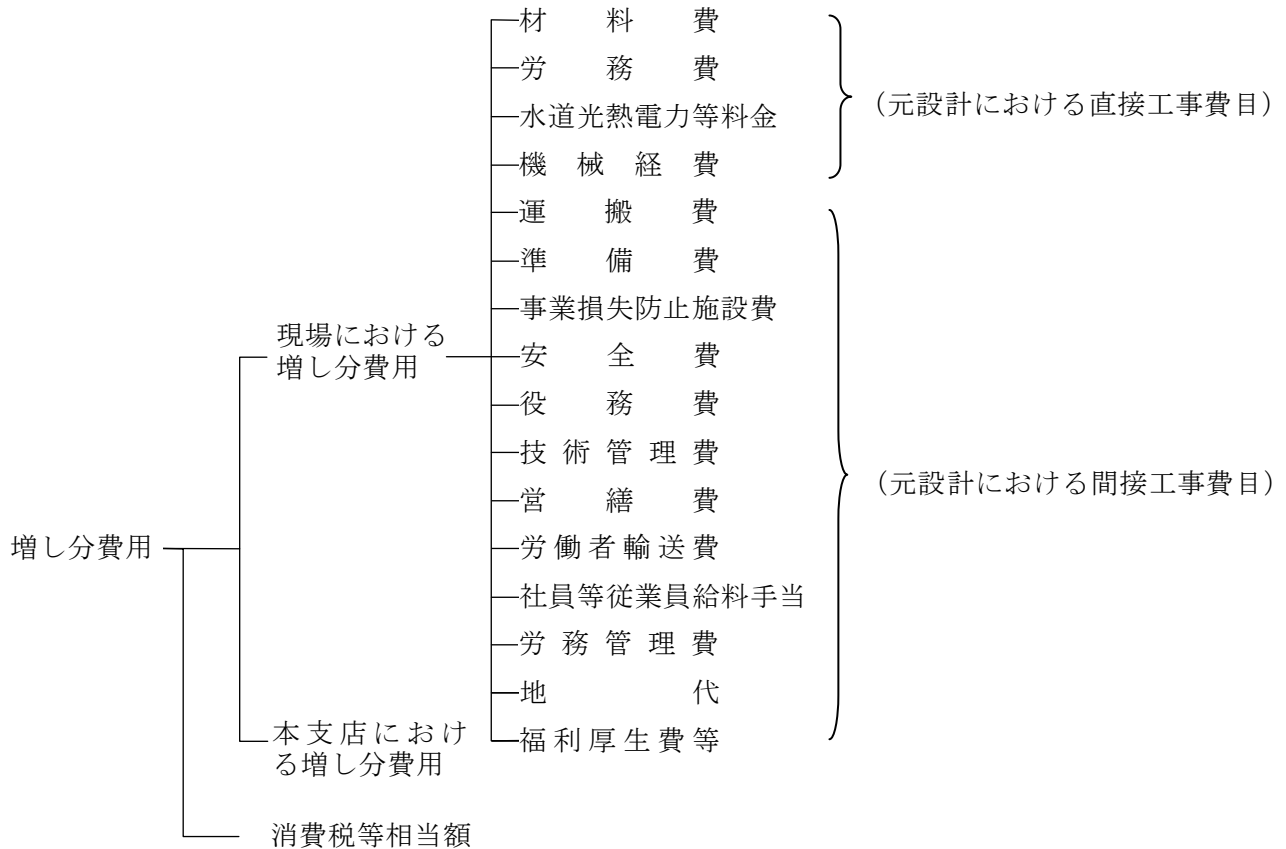 材料費
労務費
水道光熱電力等料金
機械経費
(元設計における直接工事費目)
運搬費
準備費
事業損失防止施設費
現場における
増し分費用
安全費
役務費
技術管理費
営繕費
(元設計における間接工事費目)
増し分費用
労働者輸送費
社員等従業員給料手当
労務管理費
地代
福利厚生費等
本支店におけ
る増し分費用
消費税等相当額